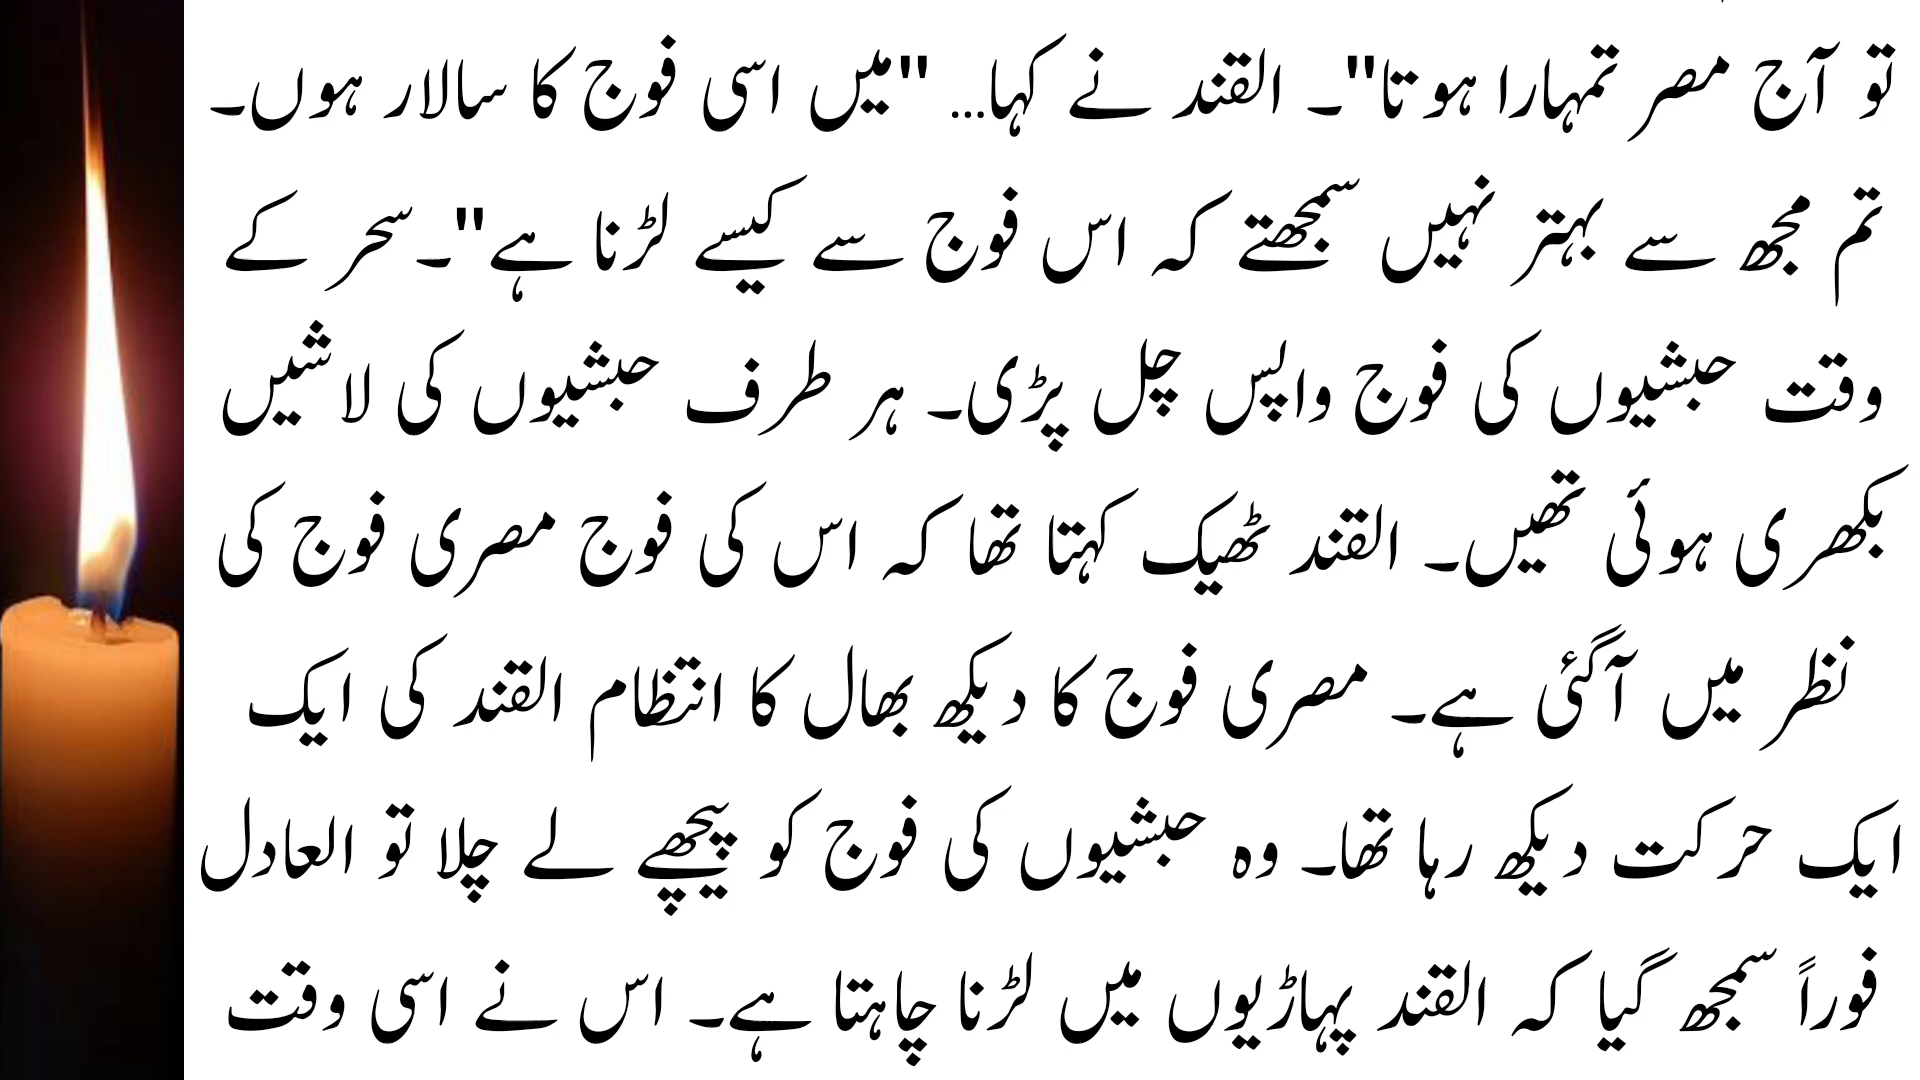 تو آج مصر تمہارا ہوتا"۔ القند نے کہا... "میں اسی فوج کا سالار ہوں۔
تم مجھ سے بہتر نہیں سمجھتے کہ اس فوج سے کیسے لڑنا ہے"۔ سحر کے
وقت حبشیوں کی فوج واپس چل پڑی۔ ہر طرف حبشیوں کی لاشیں
بکھری ہوئی تھیں۔ القند ٹھیک کہتا تھا کہ اس کی فوج مصری فوج کی
نظر میں آگئی ہے۔ مصری فوج کا دیکھ بھال کا انتظام القند کی ایک
ایک حرکت دیکھ رہا تھا۔ وہ حبشیوں کی فوج کو پیچھے لے چلا تو العادل
فوراً سمجھ گیا کہ القند پہاڑیوں میں لڑنا چاہتا ہے۔ اس نے اسی وقت